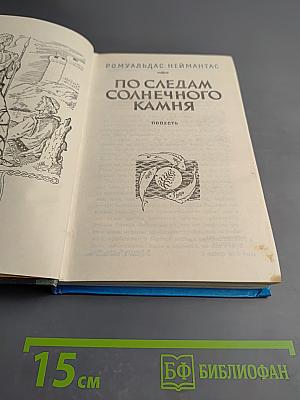 РОМУАЛЬДАС НЕЙМАНТАС
ПО СЛЕДАМ
СОЛНЕЧНОГО
КАМНЯ
ПОВЕСТЬ
15 см
БФ БИБЛИОФАН